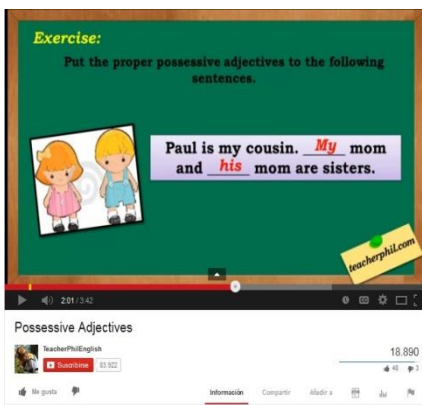 Exercise:
Put the proper possessive adjectives to the following
sentences.
Paul is my cousin. My mom
and his mom are sisters.
teacherphil.com
2:01 / 3:42
Possessive Adjectives
TeacherPhilEnglish
Suscribirse 83.922
18.890
48 3
Me gusta
Información Compartir Añadir a